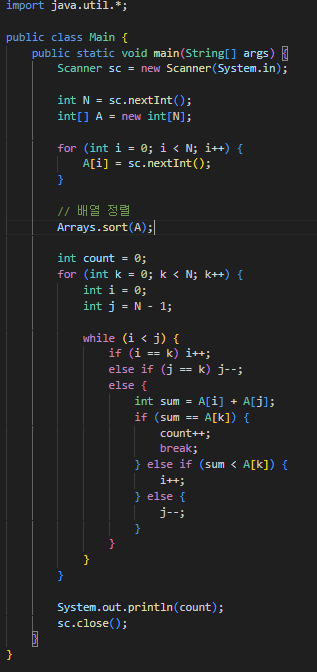 import java.util.*;

public class Main {
    public static void main(String[] args) {
        Scanner sc = new Scanner(System.in);

        int N = sc.nextInt();
        int[] A = new int[N];

        for (int i = 0; i < N; i++) {
            A[i] = sc.nextInt();
        }

        // 배열 정렬
        Arrays.sort(A);

        int count = 0;
        for (int k = 0; k < N; k++) {
            int i = 0;
            int j = N - 1;

            while (i < j) {
                if (i == k) i++;
                else if (j == k) j--;
                else {
                    int sum = A[i] + A[j];
                    if (sum == A[k]) {
                        count++;
                        break;
                    } else if (sum < A[k]) {
                        i++;
                    } else {
                        j--;
                    }
                }
            }
        }

        System.out.println(count);
        sc.close();
    }
}